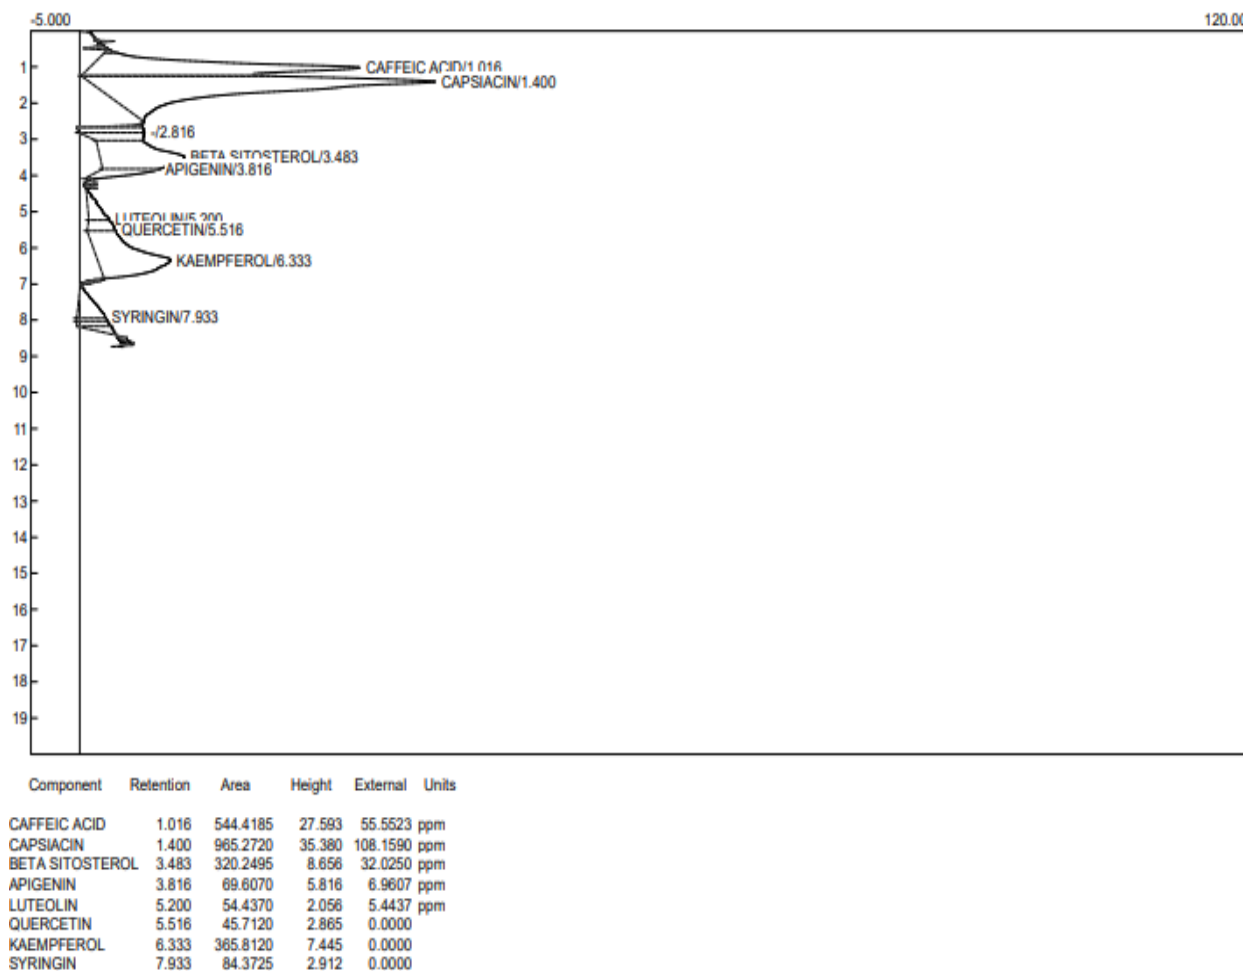 -5.000 120.00
1
CAFFEIC ACID/1.016
CAPSIACIN/1.400
2
3
-/2.816
BETA SITOSTEROL/3.483
APIGENIN/3.816
4
5
LUTEOLIN/5.200
QUERCETIN/5.516
6
KAEMPFEROL/6.333
7
8
SYRINGIN/7.933
9
10
11
12
13
14
15
16
17
18
19
Component Retention Area Height External Units
CAFFEIC ACID 1.016 544.4185 27.593 55.5523 ppm
CAPSIACIN 1.400 965.2720 35.380 108.1590 ppm
BETA SITOSTEROL 3.483 320.2495 8.656 32.0250 ppm
APIGENIN 3.816 69.6070 5.816 6.9607 ppm
LUTEOLIN 5.200 54.4370 2.056 5.4437 ppm
QUERCETIN 5.516 45.7120 2.865 0.0000
KAEMPFEROL 6.333 365.8120 7.445 0.0000
SYRINGIN 7.933 84.3725 2.912 0.0000